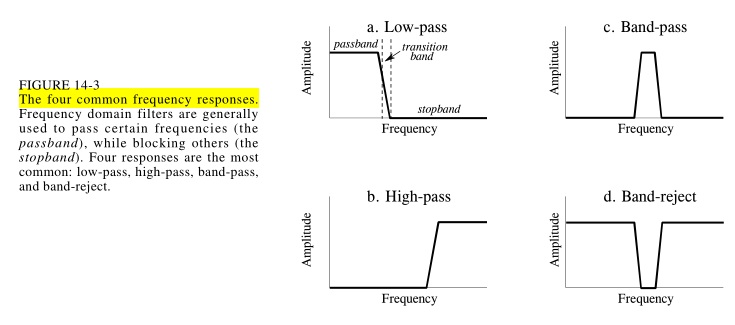 FIGURE 14-3
The four common frequency responses.
Frequency domain filters are generally
used to pass certain frequencies (the
passband), while blocking others (the
stopband). Four responses are the most
common: low-pass, high-pass, band-pass,
and band-reject.
a. Low-pass
passband
transition
band
stopband
Amplitude
Frequency
c. Band-pass
Amplitude
Frequency
b. High-pass
Amplitude
Frequency
d. Band-reject
Amplitude
Frequency